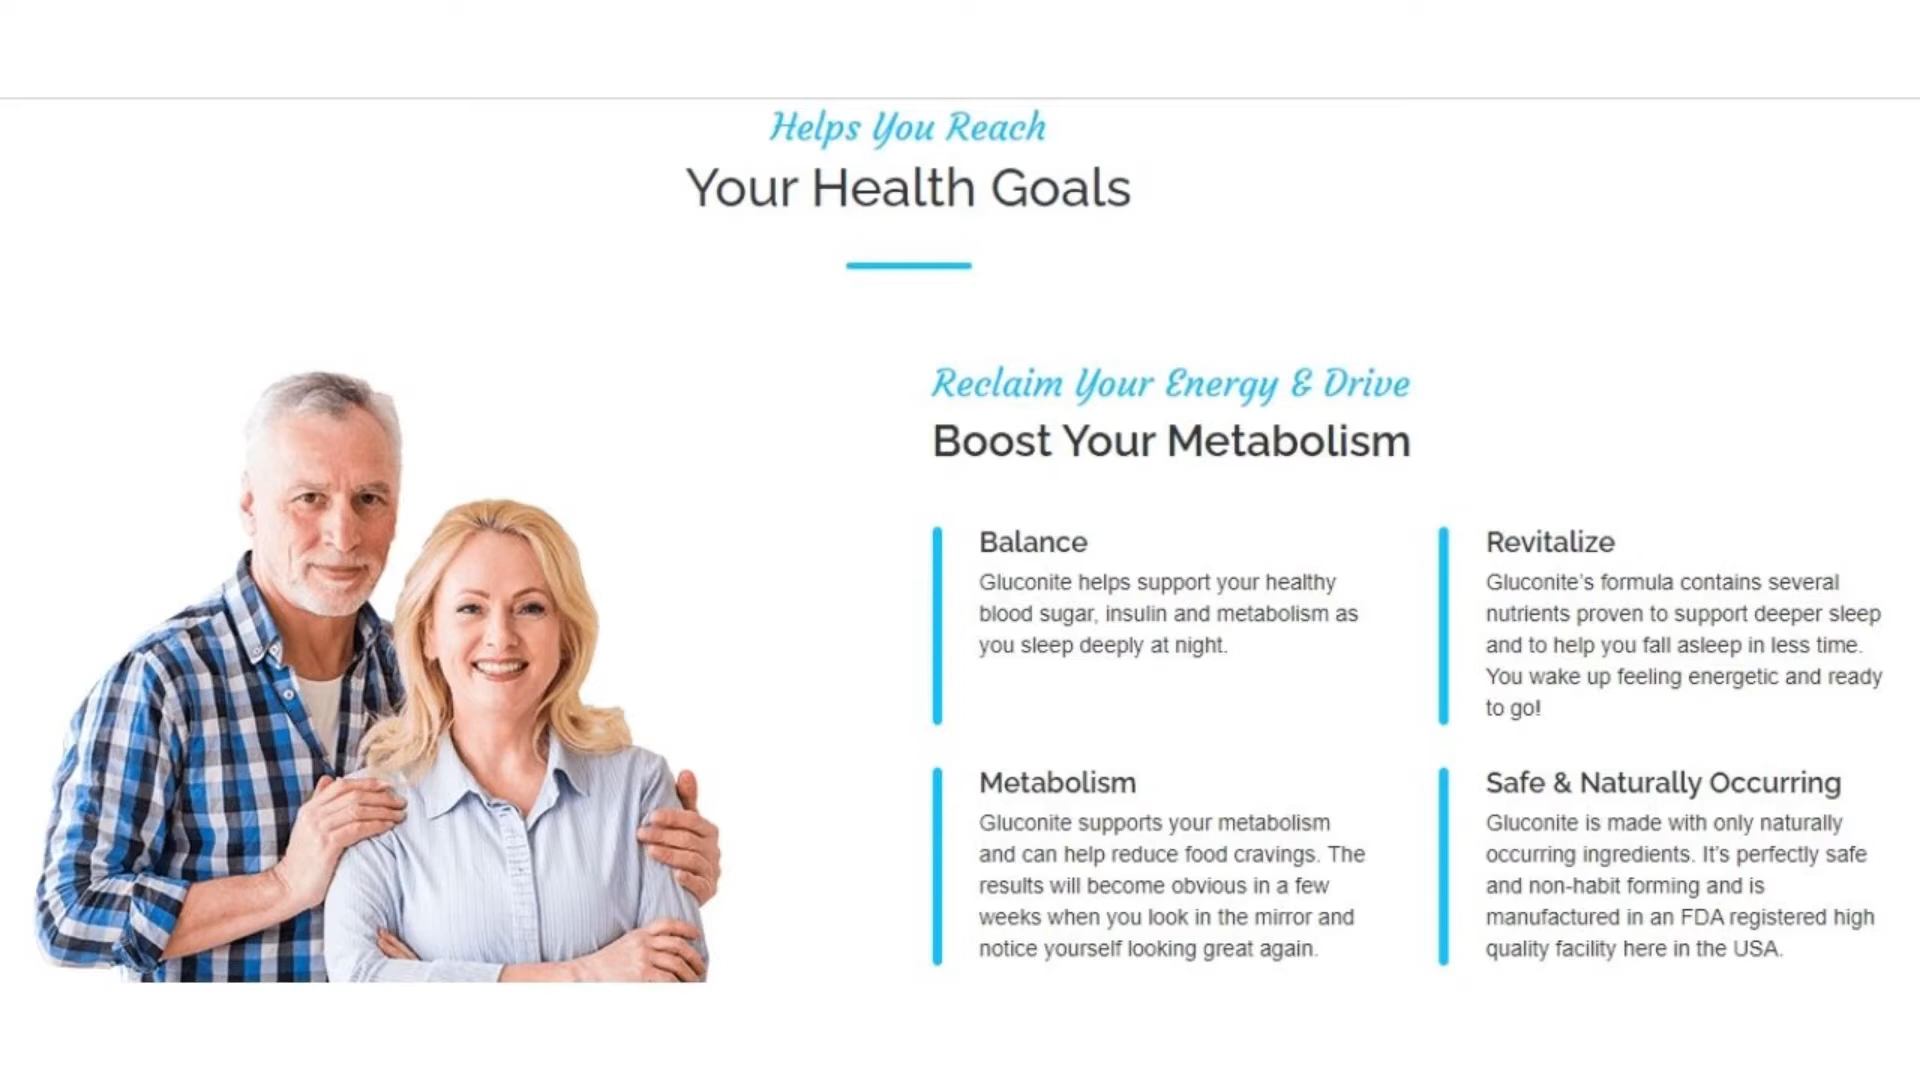 Helps You Reach
Your Health Goals
Reclaim Your Energy & Drive
Boost Your Metabolism
Balance
Gluconite helps support your healthy
blood sugar, insulin and metabolism as
you sleep deeply at night.
Revitalize
Gluconite's formula contains several
nutrients proven to support deeper sleep
and to help you fall asleep in less time.
You wake up feeling energetic and ready
to go!
Metabolism
Gluconite supports your metabolism
and can help reduce food cravings. The
results will become obvious in a few
weeks when you look in the mirror and
notice yourself looking great again.
Safe & Naturally Occurring
Gluconite is made with only naturally
occurring ingredients. It's perfectly safe
and non-habit forming and is
manufactured in an FDA registered high
quality facility here in the USA.